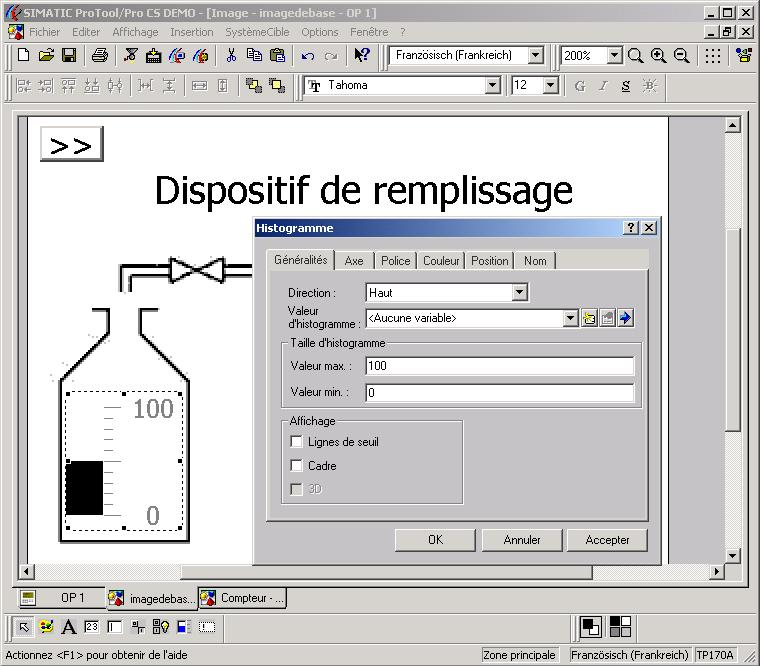 SIMATIC ProTool/Pro CS DEMO - [Image - imagedebase - OP 1]
Fichier Editer Affichage Insertion SystèmeCible Options Fenêtre ?
Französisch (Frankreich) 200%
Tahoma 12 G I S
>>
Dispositif de remplissage
Histogramme
Généralités Axe Police Couleur Position Nom
Direction : Haut
Valeur
d'histogramme : <Aucune variable>
Taille d'histogramme
Valeur max. : 100
Valeur min. : 0
Affichage
Lignes de seuil
Cadre
3D
100
0
OK Annuler Accepter
OP 1 imagedebas... Compteur - ...
A 23
Actionnez <F1> pour obtenir de l'aide Zone principale Französisch (Frankreich) TP170A